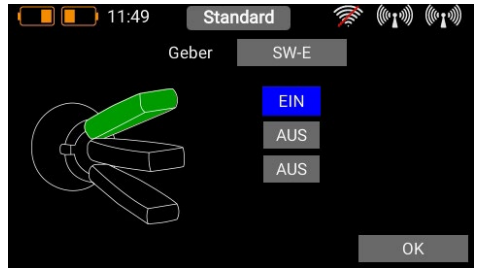 11:49 Standard
Geber SW-E
EIN
AUS
AUS
OK